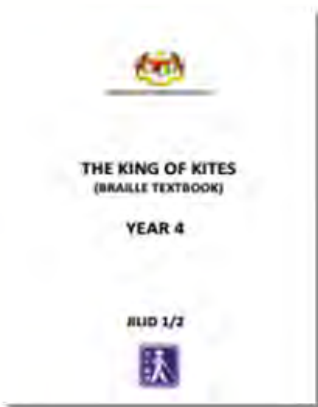 THE KING OF KITES
(BRAILLE TEXTBOOK)
YEAR 4
JILID 1/2